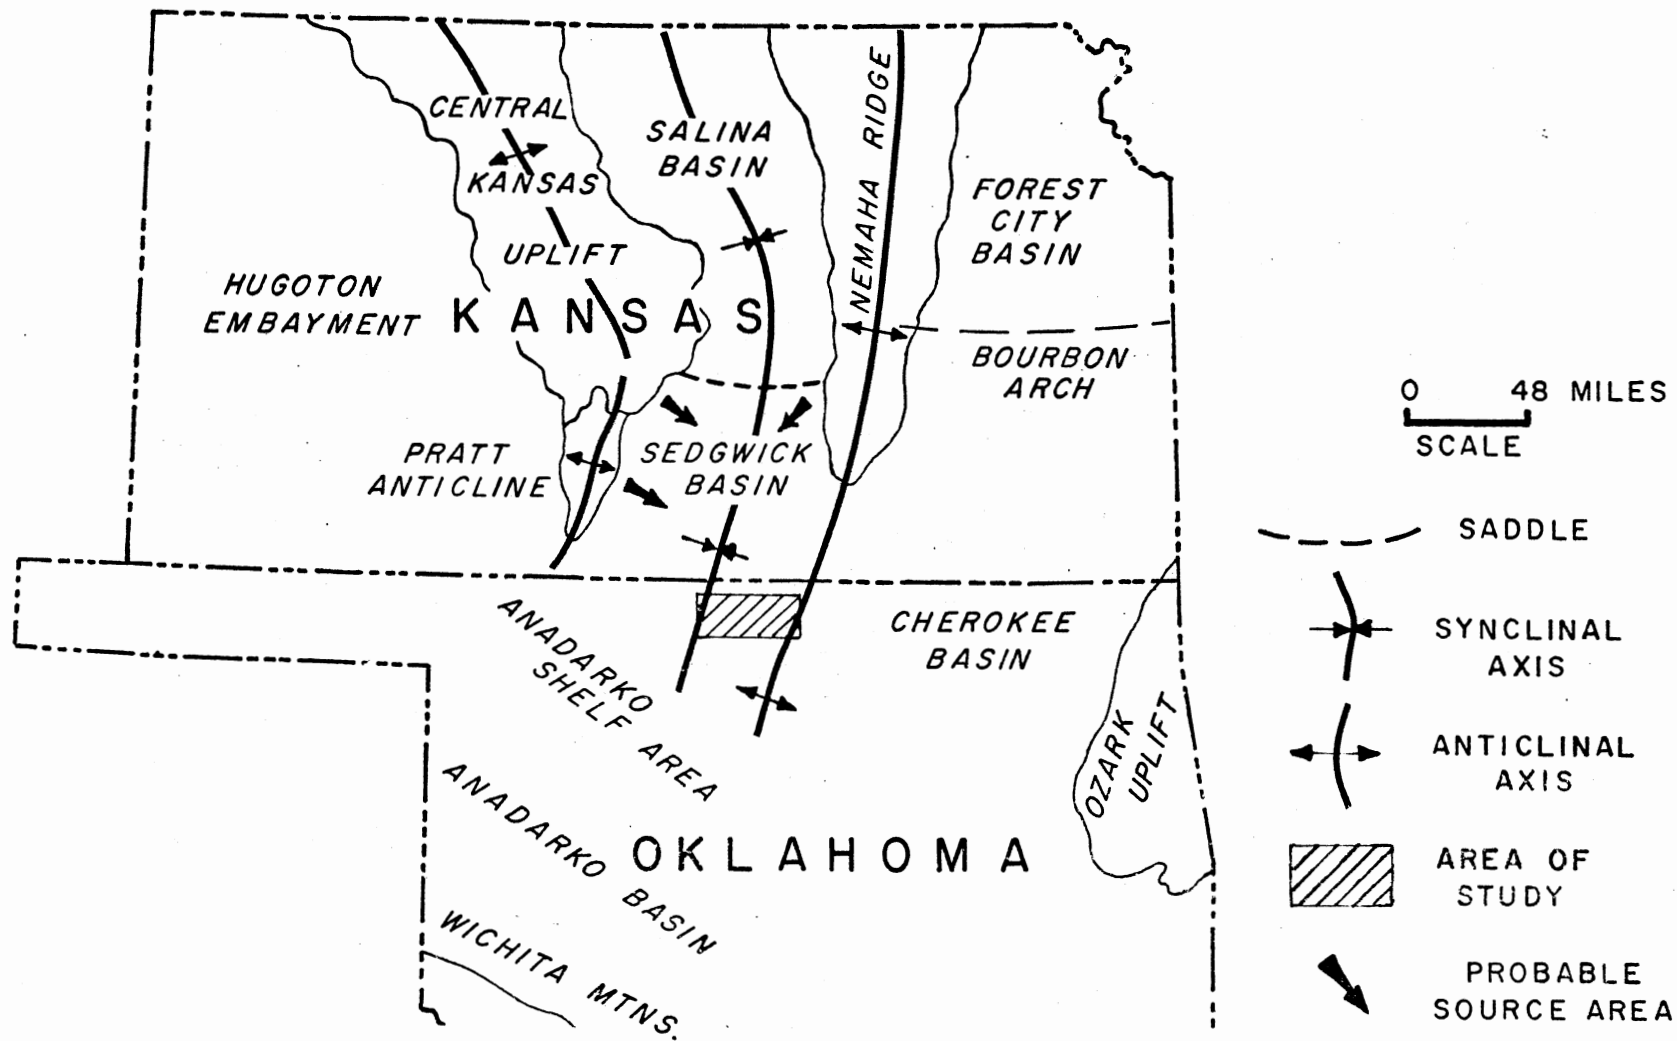 CENTRAL
KANSAS
UPLIFT
SALINA
BASIN
NEMAHA RIDGE
FOREST
CITY
BASIN
HUGOTON
EMBAYMENT
KANSAS
BOURBON
ARCH
PRATT
ANTICLINE
SEDGWICK
BASIN
ANADARKO
SHELF AREA
CHEROKEE
BASIN
OZARK
UPLIFT
ANADARKO BASIN
OKLAHOMA
WICHITA MTNS.
0 48 MILES
SCALE
SADDLE
SYNCLINAL
AXIS
ANTICLINAL
AXIS
AREA OF
STUDY
PROBABLE
SOURCE AREA